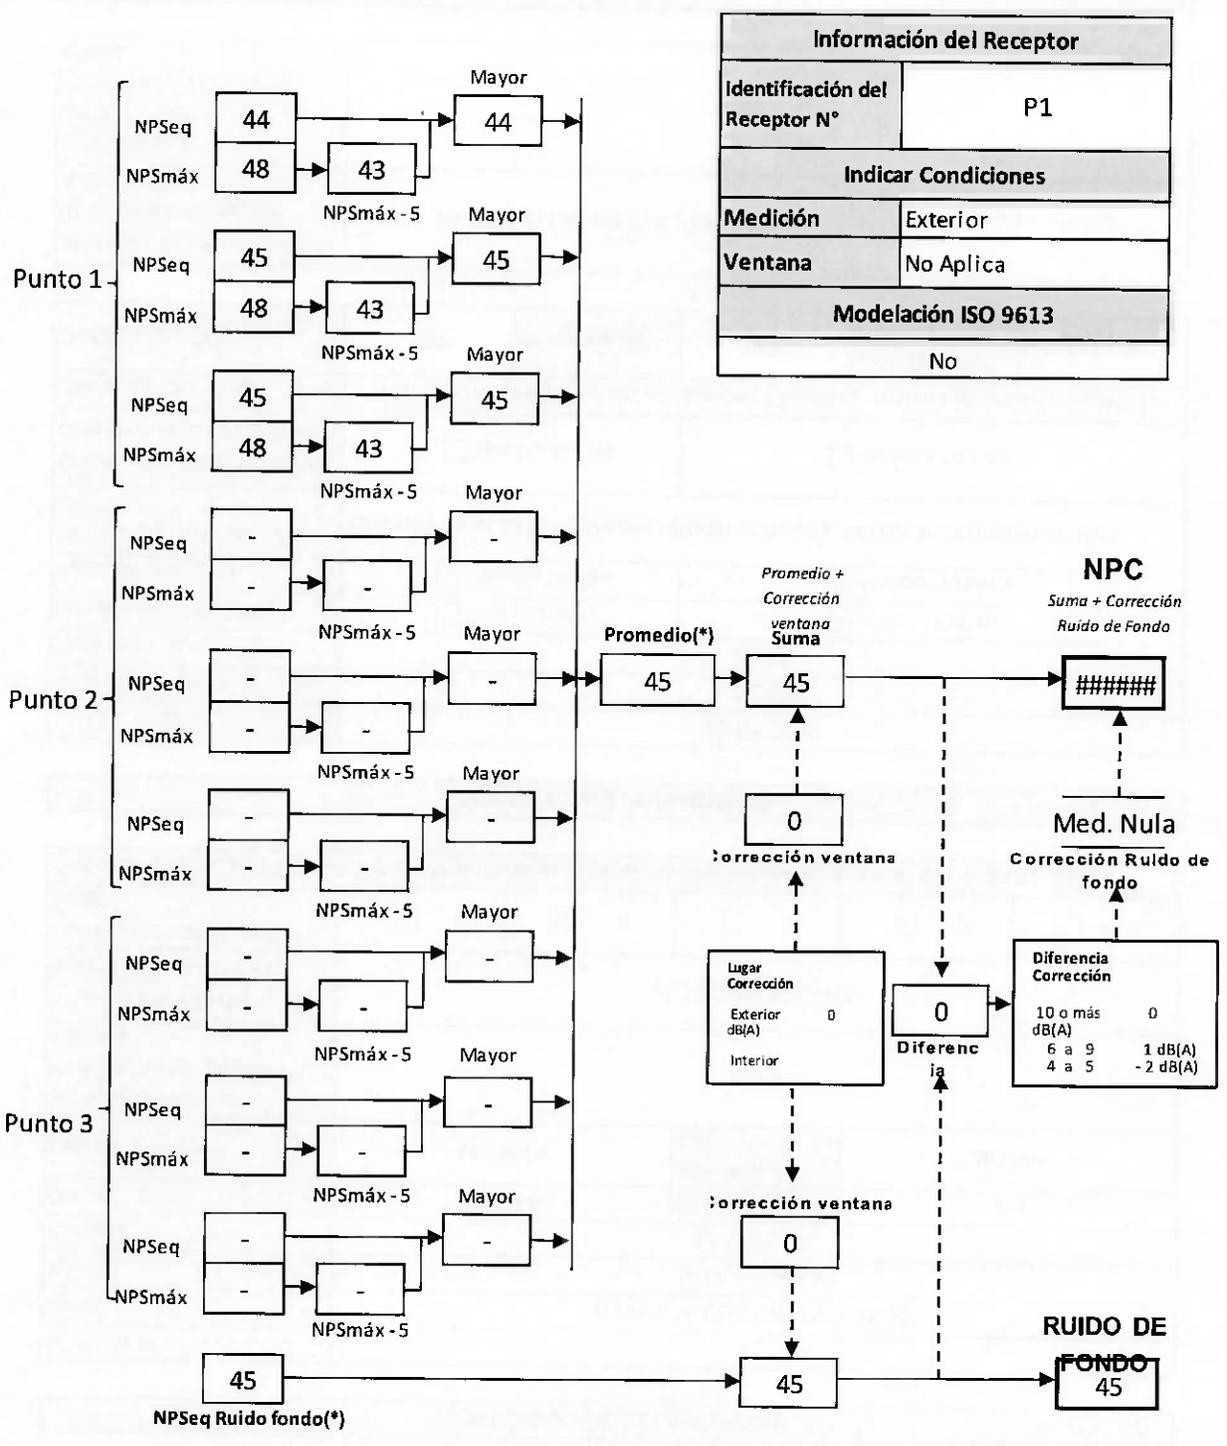 Información del Receptor
Identificación del
Receptor N°
P1
Indicar Condiciones
Medición
Exterior
Ventana
No Aplica
Modelación ISO 9613
No
Punto 1
Mayor
NPSeq
44
44
NPSmáx
48
43
NPSmáx - 5
Mayor
NPSeq
45
45
NPSmáx
48
43
NPSmáx - 5
Mayor
NPSeq
45
45
NPSmáx
48
43
NPSmáx - 5
Punto 2
Mayor
NPSeq
-
-
NPSmáx
-
-
NPSmáx - 5
Mayor
NPSeq
-
-
NPSmáx
-
-
NPSmáx - 5
Mayor
NPSeq
-
-
NPSmáx
-
-
NPSmáx - 5
Punto 3
Mayor
NPSeq
-
-
NPSmáx
-
-
NPSmáx - 5
Mayor
NPSeq
-
-
NPSmáx
-
-
NPSmáx - 5
Mayor
NPSeq
-
-
NPSmáx
-
-
NPSmáx - 5
45
NPSeq Ruido fondo(*)
Promedio(*)
45
Promedio +
Corrección
ventana
Suma
45
0
Corrección ventana
Lugar
Corrección
Exterior 0
dB(A)
Interior
Corrección ventana
0
45
0
Diferenc
ia
NPC
Suma + Corrección
Ruido de Fondo
######
Med. Nula
Corrección Ruido de
fondo
Diferencia
Corrección
10 o más 0
dB(A)
6 a 9 1 dB(A)
4 a 5 - 2 dB(A)
RUIDO DE
FONDO
45